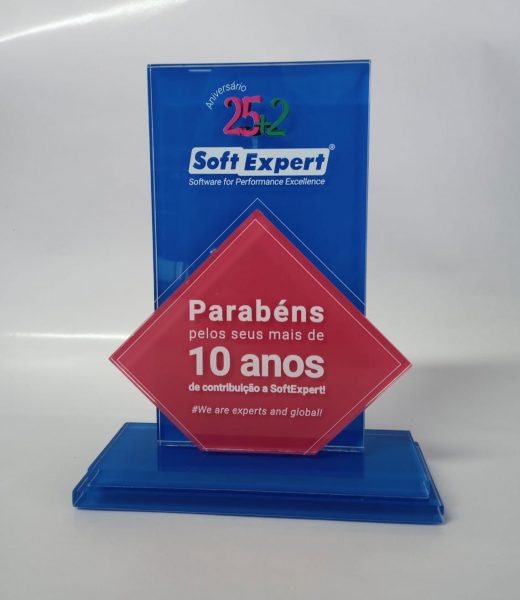 Aniversário
25+2
Soft Expert®
Software for Performance Excellence
Parabéns
pelos seus mais de
10 anos
de contribuição a SoftExpert!
#We are experts and global!